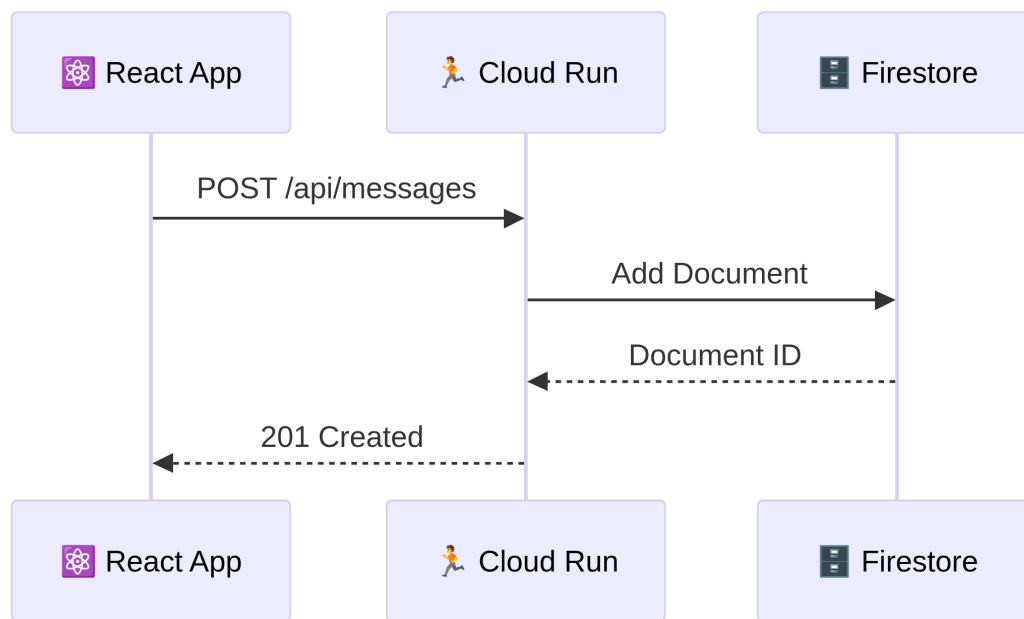 ⚛️ React App
🏃 Cloud Run
🗄️ Firestore
POST /api/messages
Add Document
Document ID
201 Created
⚛️ React App
🏃 Cloud Run
🗄️ Firestore